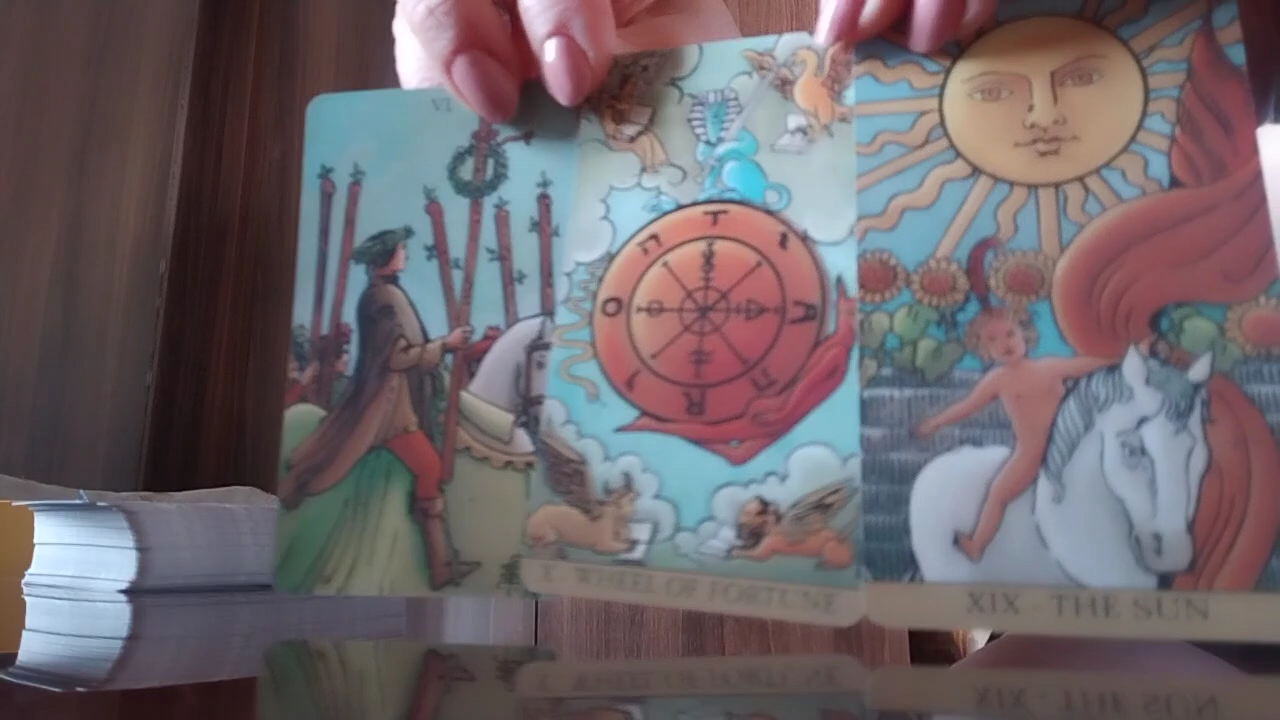 VI
T
A
R
O
X WHEEL OF FORTUNE
XIX · THE SUN